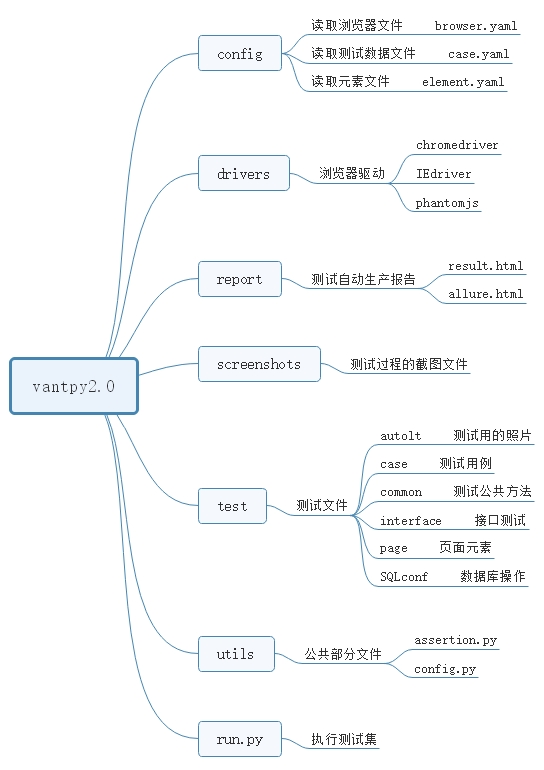 vantpy2.0
config
读取浏览器文件 browser.yaml
读取测试数据文件 case.yaml
读取元素文件 element.yaml
drivers
浏览器驱动
chromedriver
IEdriver
phantomjs
report
测试自动生产报告
result.html
allure.html
screenshots
测试过程的截图文件
test
测试文件
autoIt 测试用的照片
case 测试用例
common 测试公共方法
interface 接口测试
page 页面元素
SQLconf 数据库操作
utils
公共部分文件
assertion.py
config.py
run.py
执行测试集